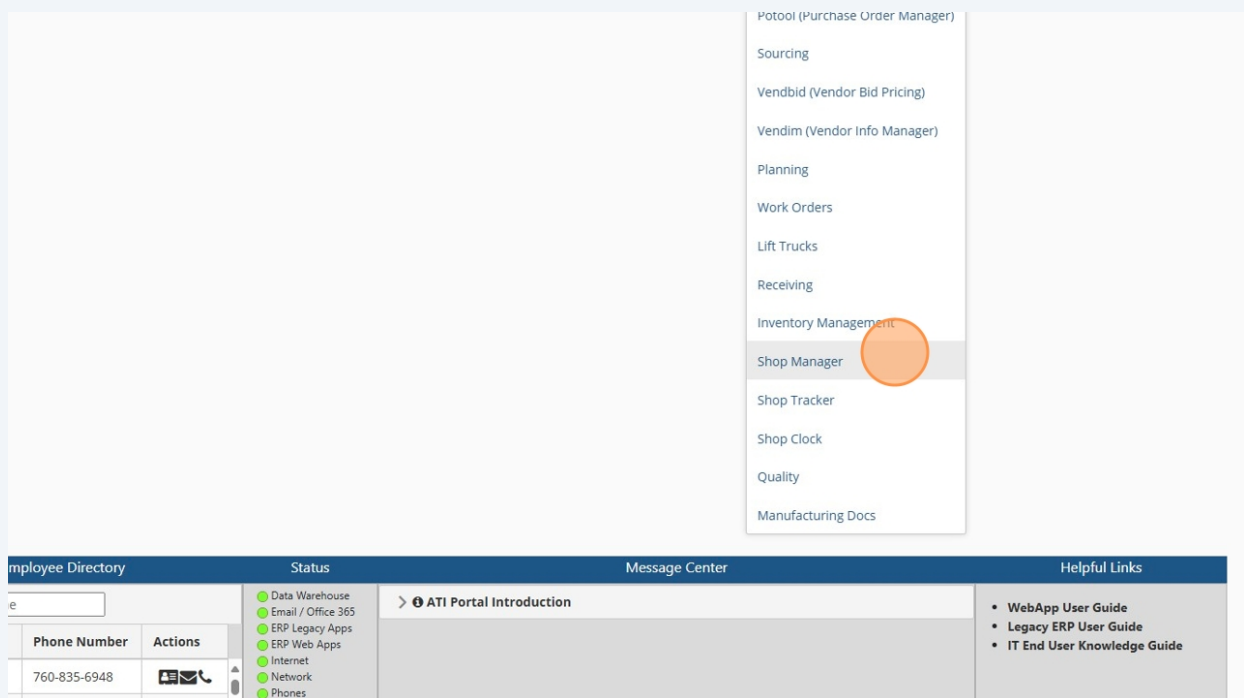 Potool (Purchase Order Manager)
Sourcing
Vendbid (Vendor Bid Pricing)
Vendim (Vendor Info Manager)
Planning
Work Orders
Lift Trucks
Receiving
Inventory Management
Shop Manager
Shop Tracker
Shop Clock
Quality
Manufacturing Docs
mployee Directory
Phone Number Actions
760-835-6948
Status
Data Warehouse
Email / Office 365
ERP Legacy Apps
ERP Web Apps
Internet
Network
Phones
Message Center
ATI Portal Introduction
Helpful Links
• WebApp User Guide
• Legacy ERP User Guide
• IT End User Knowledge Guide